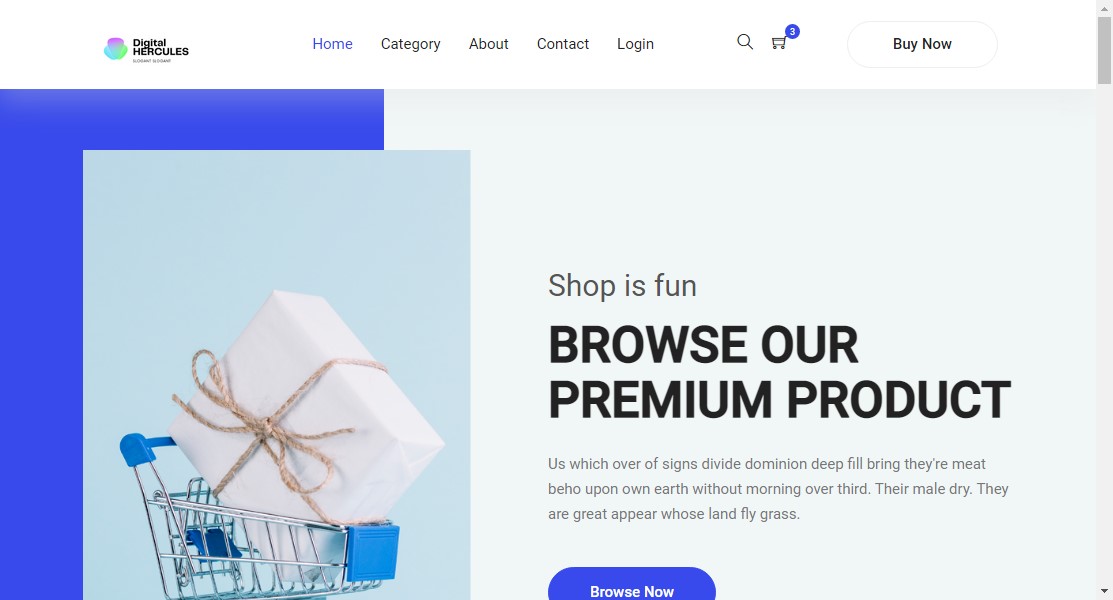 Digital
HERCULES
SLOGANT SLOGANT
Home Category About Contact Login
3
Buy Now
Shop is fun
BROWSE OUR
PREMIUM PRODUCT
Us which over of signs divide dominion deep fill bring they're meat
beho upon own earth without morning over third. Their male dry. They
are great appear whose land fly grass.
Browse Now